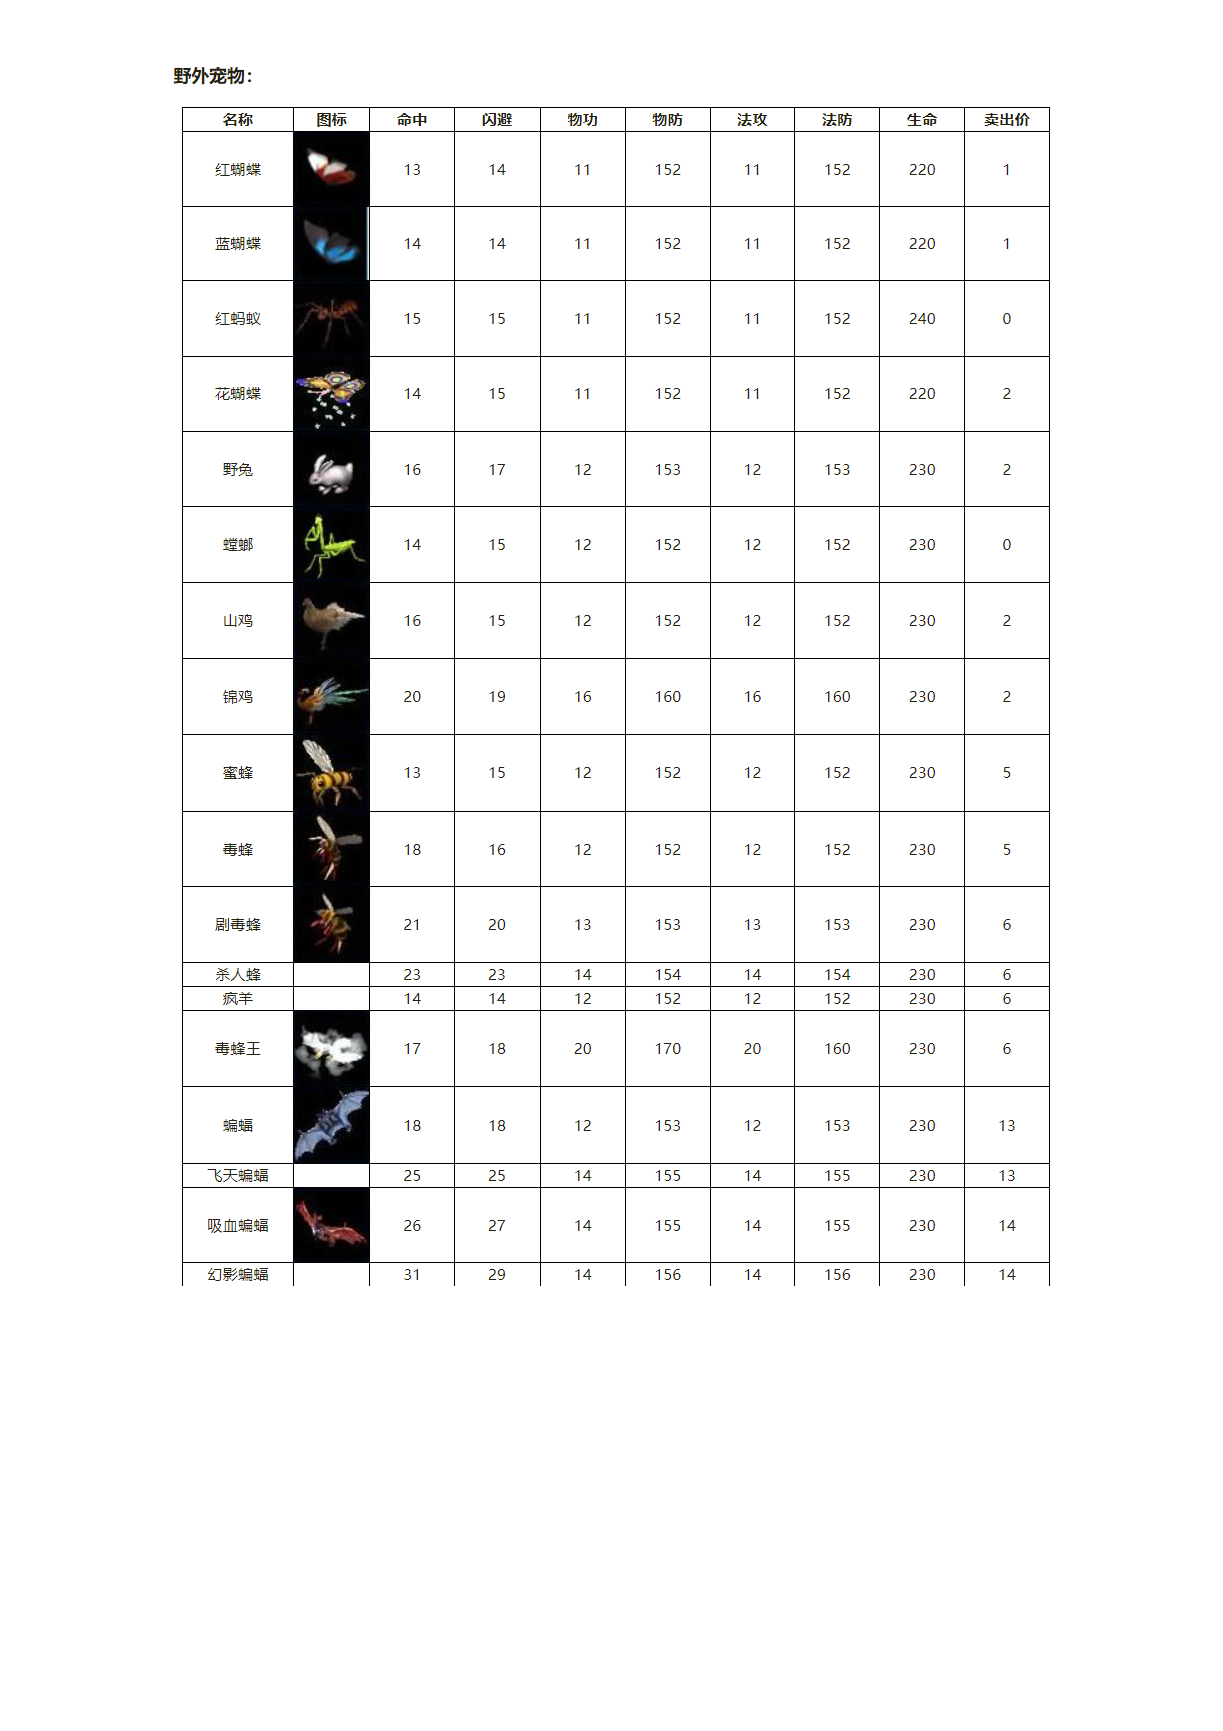 野外宠物：
名称 图标 命中 闪避 物功 物防 法攻 法防 生命 卖出价
红蝴蝶 13 14 11 152 11 152 220 1
蓝蝴蝶 14 14 11 152 11 152 220 1
红蚂蚁 15 15 11 152 11 152 240 0
花蝴蝶 14 15 11 152 11 152 220 2
野兔 16 17 12 153 12 153 230 2
螳螂 14 15 12 152 12 152 230 0
山鸡 16 15 12 152 12 152 230 2
锦鸡 20 19 16 160 16 160 230 2
蜜蜂 13 15 12 152 12 152 230 5
毒蜂 18 16 12 152 12 152 230 5
剧毒蜂 21 20 13 153 13 153 230 6
杀人蜂 23 23 14 154 14 154 230 6
疯羊 14 14 12 152 12 152 230 6
毒蜂王 17 18 20 170 20 160 230 6
蝙蝠 18 18 12 153 12 153 230 13
飞天蝙蝠 25 25 14 155 14 155 230 13
吸血蝙蝠 26 27 14 155 14 155 230 14
幻影蝙蝠 31 29 14 156 14 156 230 14